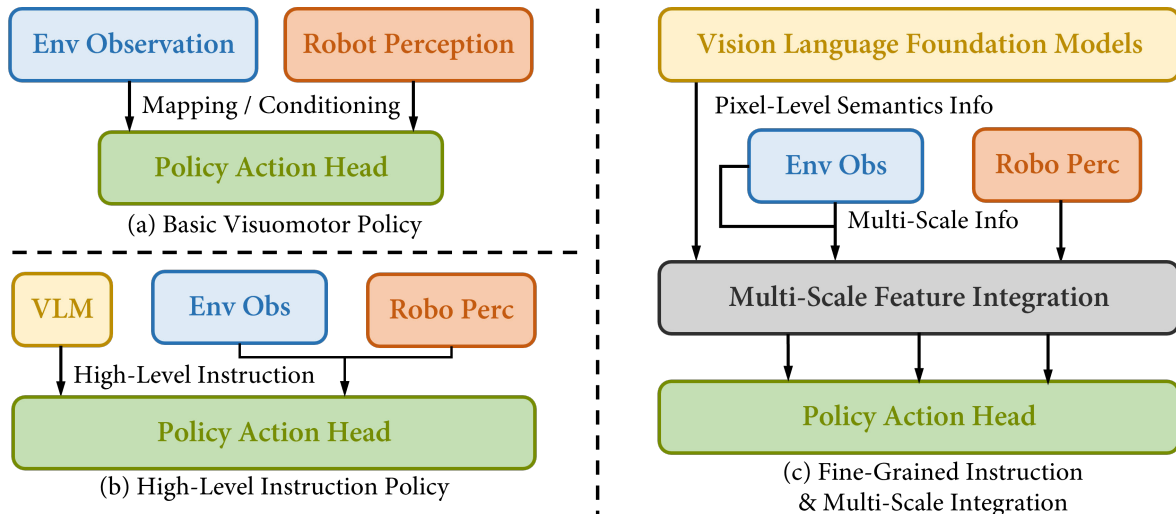 Env Observation
Robot Perception
Mapping / Conditioning
Policy Action Head
(a) Basic Visuomotor Policy
VLM
Env Obs
Robo Perc
High-Level Instruction
Policy Action Head
(b) High-Level Instruction Policy
Vision Language Foundation Models
Pixel-Level Semantics Info
Env Obs
Robo Perc
Multi-Scale Info
Multi-Scale Feature Integration
Policy Action Head
(c) Fine-Grained Instruction
& Multi-Scale Integration